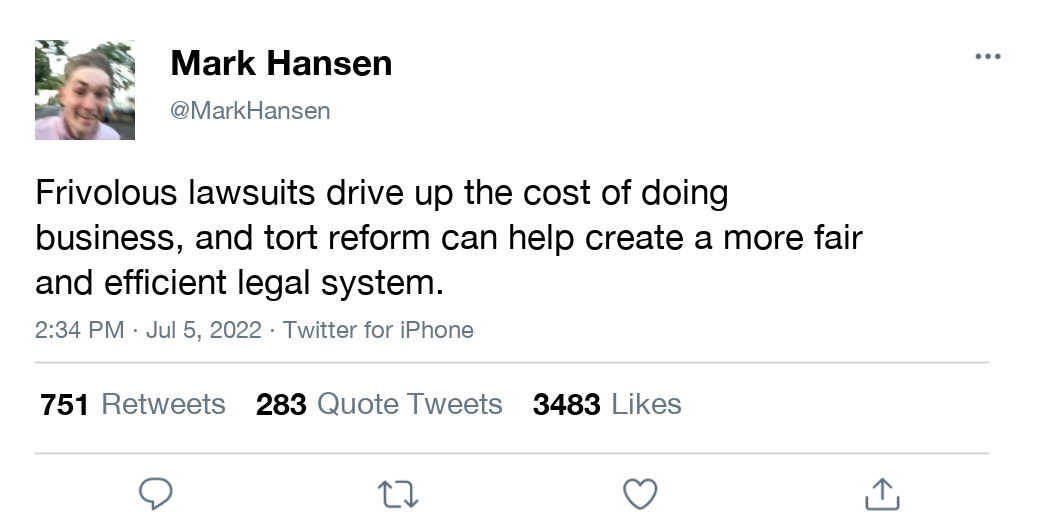 Mark Hansen
@MarkHansen
Frivolous lawsuits drive up the cost of doing
business, and tort reform can help create a more fair
and efficient legal system.
2:34 PM · Jul 5, 2022 · Twitter for iPhone
751 Retweets 283 Quote Tweets 3483 Likes